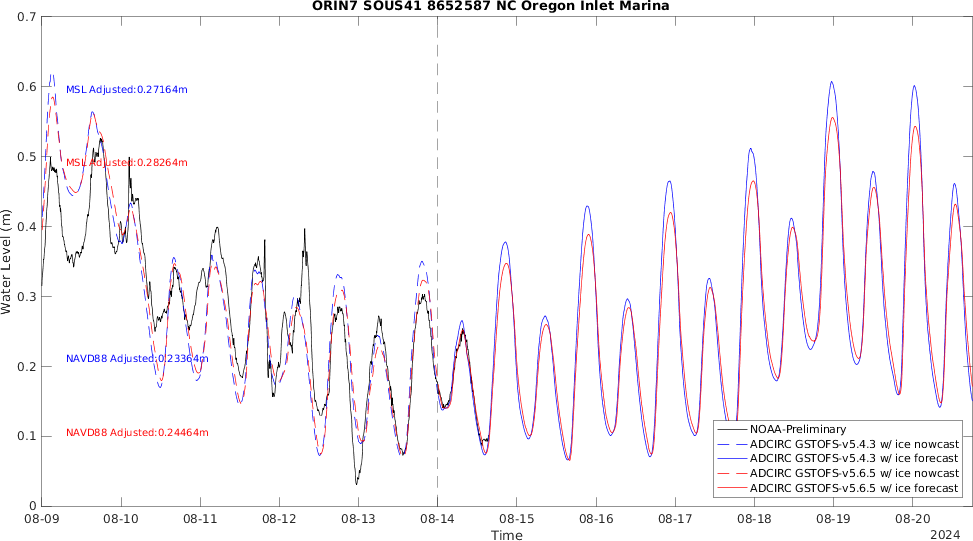 ORIN7 SOUS41 8652587 NC Oregon Inlet Marina
0.7
0.6
0.5
0.4
0.3
0.2
0.1
0
Water Level (m)
MSL Adjusted:0.27164m
MSL Adjusted:0.28264m
NAVD88 Adjusted:0.23364m
NAVD88 Adjusted:0.24464m
NOAA-Preliminary
ADCIRC GSTOFS-v5.4.3 w/ ice nowcast
ADCIRC GSTOFS-v5.4.3 w/ ice forecast
ADCIRC GSTOFS-v5.6.5 w/ ice nowcast
ADCIRC GSTOFS-v5.6.5 w/ ice forecast
08-09 08-10 08-11 08-12 08-13 08-14 08-15 08-16 08-17 08-18 08-19 08-20
Time
2024